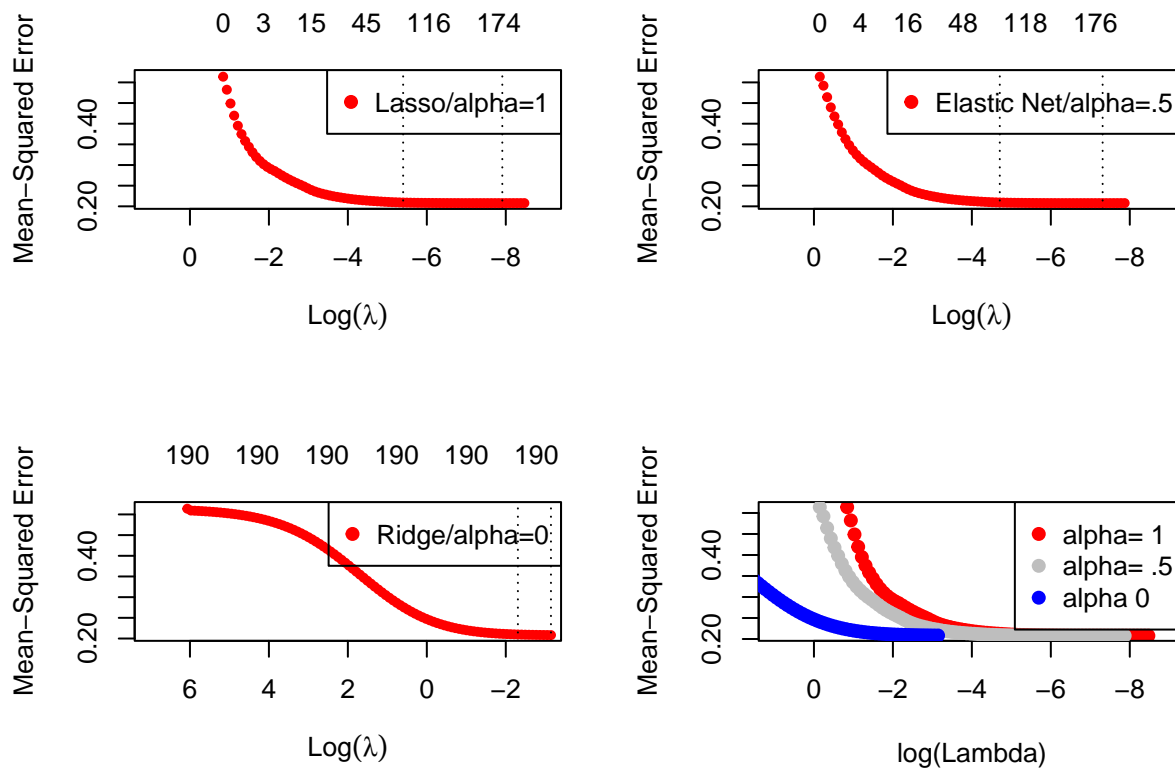 0 3 15 45 116 174
Mean−Squared Error
0.40
0.20
Lasso/alpha=1
0 −2 −4 −6 −8
Log(λ)
0 4 16 48 118 176
Mean−Squared Error
0.40
0.20
Elastic Net/alpha=.5
0 −2 −4 −6 −8
Log(λ)
190 190 190 190 190 190
Mean−Squared Error
0.40
0.20
Ridge/alpha=0
6 4 2 0 −2
Log(λ)
Mean−Squared Error
0.40
0.20
alpha= 1
alpha= .5
alpha 0
0 −2 −4 −6 −8
log(Lambda)